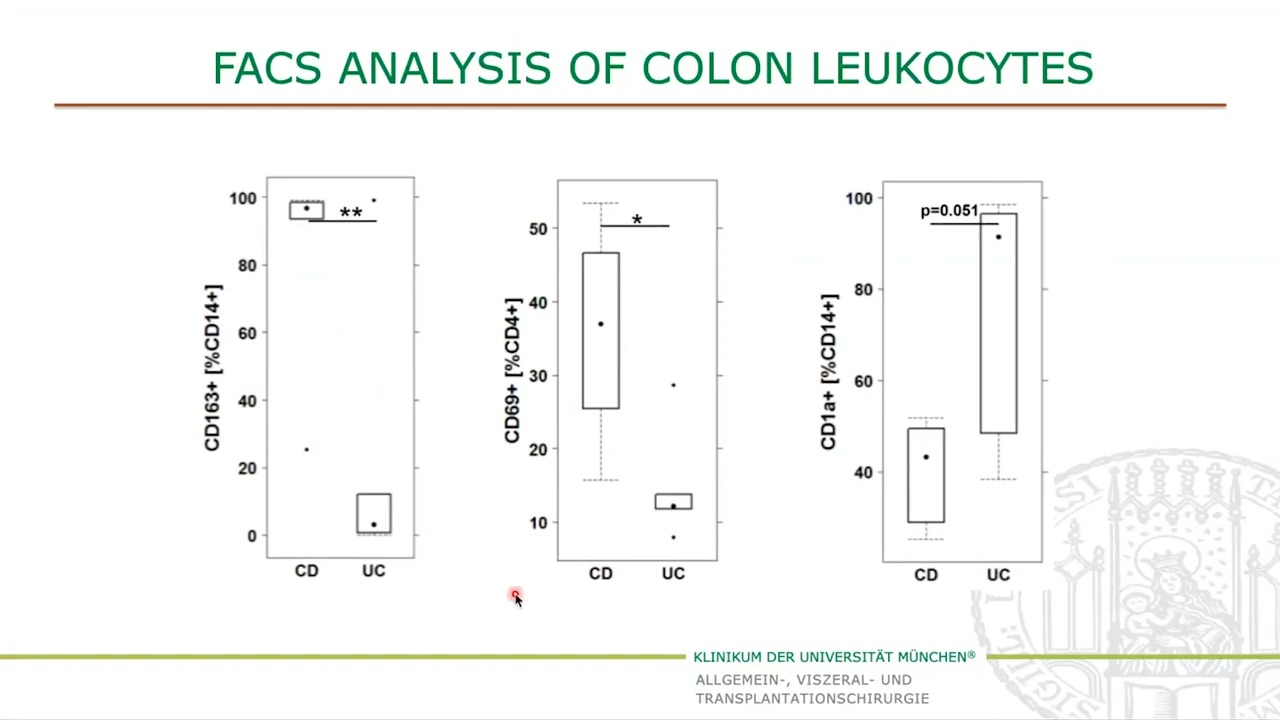 FACS ANALYSIS OF COLON LEUKOCYTES
CD163+ [%CD14+]
100
80
60
40
20
0
**
CD UC
CD69+ [%CD4+]
50
40
30
20
10
*
CD UC
CD1a+ [%CD14+]
100
80
60
40
p=0.051
CD UC
KLINIKUM DER UNIVERSITÄT MÜNCHEN®
ALLGEMEIN-, VISZERAL- UND
TRANSPLANTATIONSCHIRURGIE